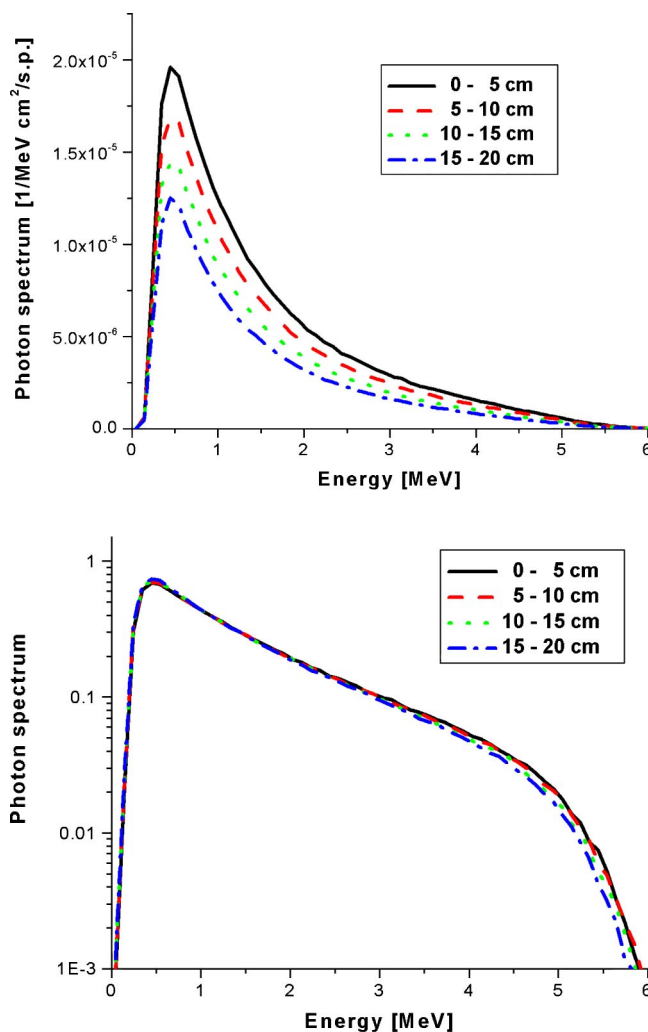 Photon spectrum [1/MeV cm²/s.p.]
2.0x10⁻⁵
1.5x10⁻⁵
1.0x10⁻⁵
5.0x10⁻⁶
0.0
0 - 5 cm
5 - 10 cm
10 - 15 cm
15 - 20 cm
0 1 2 3 4 5 6
Energy [MeV]
Photon spectrum
1
0.1
0.01
1E-3
0 - 5 cm
5 - 10 cm
10 - 15 cm
15 - 20 cm
0 1 2 3 4 5 6
Energy [MeV]